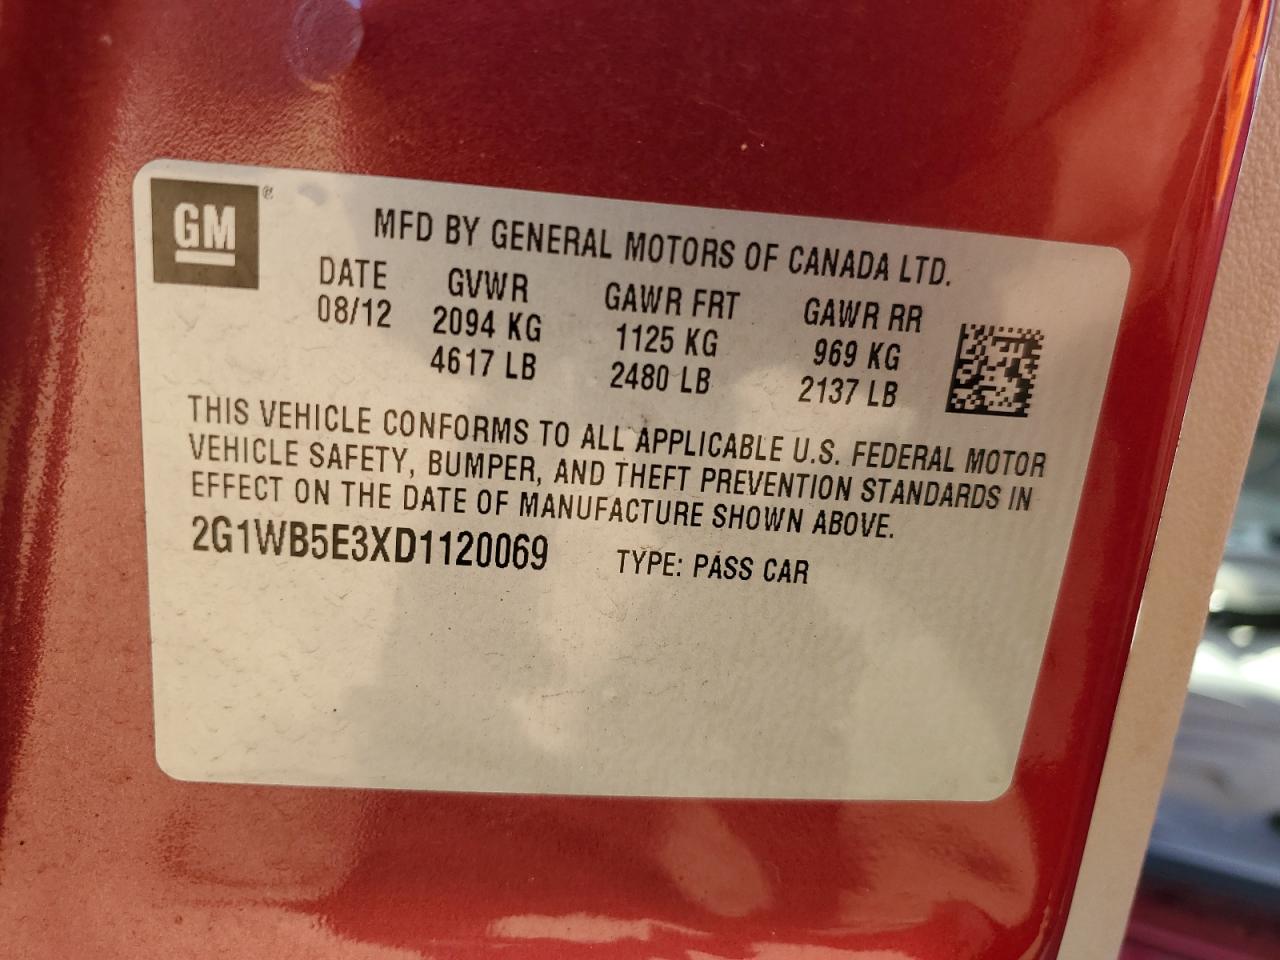 GM ®
MFD BY GENERAL MOTORS OF CANADA LTD.
DATE GVWR GAWR FRT GAWR RR
08/12 2094 KG 1125 KG 969 KG
4617 LB 2480 LB 2137 LB
THIS VEHICLE CONFORMS TO ALL APPLICABLE U.S. FEDERAL MOTOR
VEHICLE SAFETY, BUMPER, AND THEFT PREVENTION STANDARDS IN
EFFECT ON THE DATE OF MANUFACTURE SHOWN ABOVE.
2G1WB5E3XD1120069 TYPE: PASS CAR